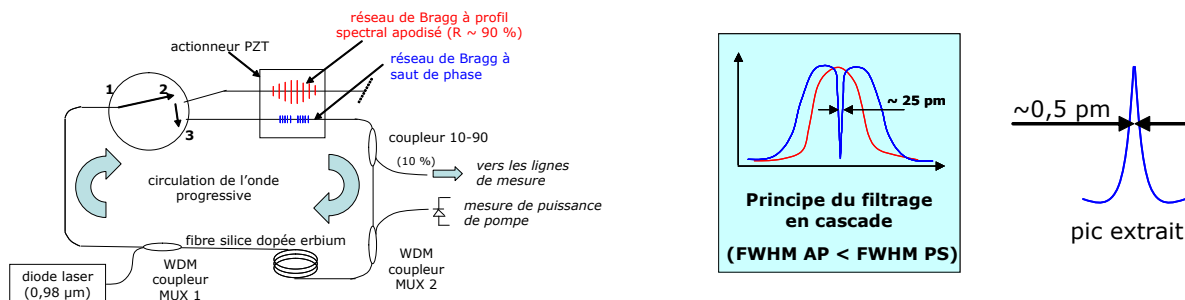 réseau de Bragg à profil
spectral apodisé (R ~ 90 %)
actionneur PZT
réseau de Bragg à
saut de phase
1
2
3
coupleur 10-90
(10 %)
vers les lignes
de mesure
circulation de l'onde
progressive
mesure de puissance
de pompe
fibre silice dopée erbium
diode laser
(0,98 µm)
WDM
coupleur
MUX 1
WDM
coupleur
MUX 2
~ 25 pm
Principe du filtrage
en cascade
(FWHM AP < FWHM PS)
~0,5 pm
pic extrait